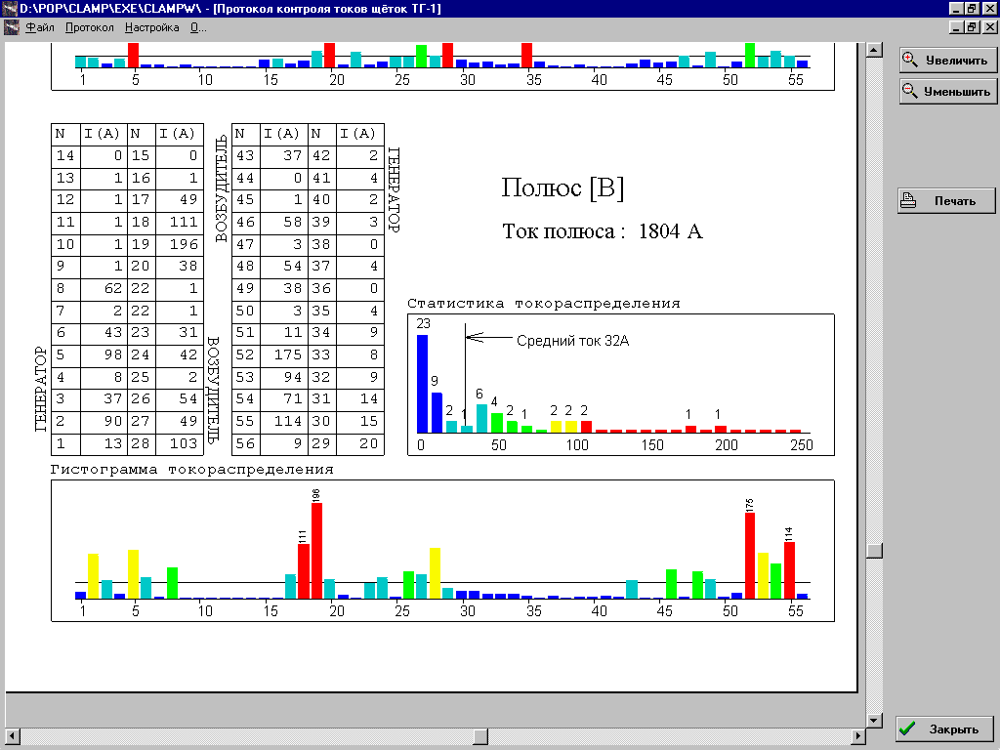 D:\POP\CLAMP\EXE\CLAMPW\ - [Протокол контроля токов щёток ТГ-1]
Файл Протокол Настройка О...
1 5 10 15 20 25 30 35 40 45 50 55
Увеличить
Уменьшить
Печать
N I(A) N I(A) N I(A) N I(A)
14 0 15 0 43 37 42 2
13 1 16 1 44 0 41 4
12 1 17 49 45 1 40 2
11 1 18 111 46 58 39 3
10 1 19 196 47 3 38 0
9 1 20 38 48 54 37 4
8 62 22 1 49 38 36 0
7 2 22 1 50 3 35 4
6 43 23 31 51 11 34 9
5 98 24 42 52 175 33 8
4 8 25 2 53 94 32 9
3 37 26 54 54 71 31 14
2 90 27 49 55 114 30 15
1 13 28 103 56 9 29 20
ГЕНЕРАТОР
ВОЗБУДИТЕЛЬ
ВОЗБУДИТЕЛЬ
ГЕНЕРАТОР
Полюс [В]
Ток полюса : 1804 А
Статистика токораспределения
23 9 2 1 6 4 2 1 2 2 2 1 1
Средний ток 32А
0 50 100 150 200 250
Гистограмма токораспределения
111 196 175 114
1 5 10 15 20 25 30 35 40 45 50 55
Закрыть